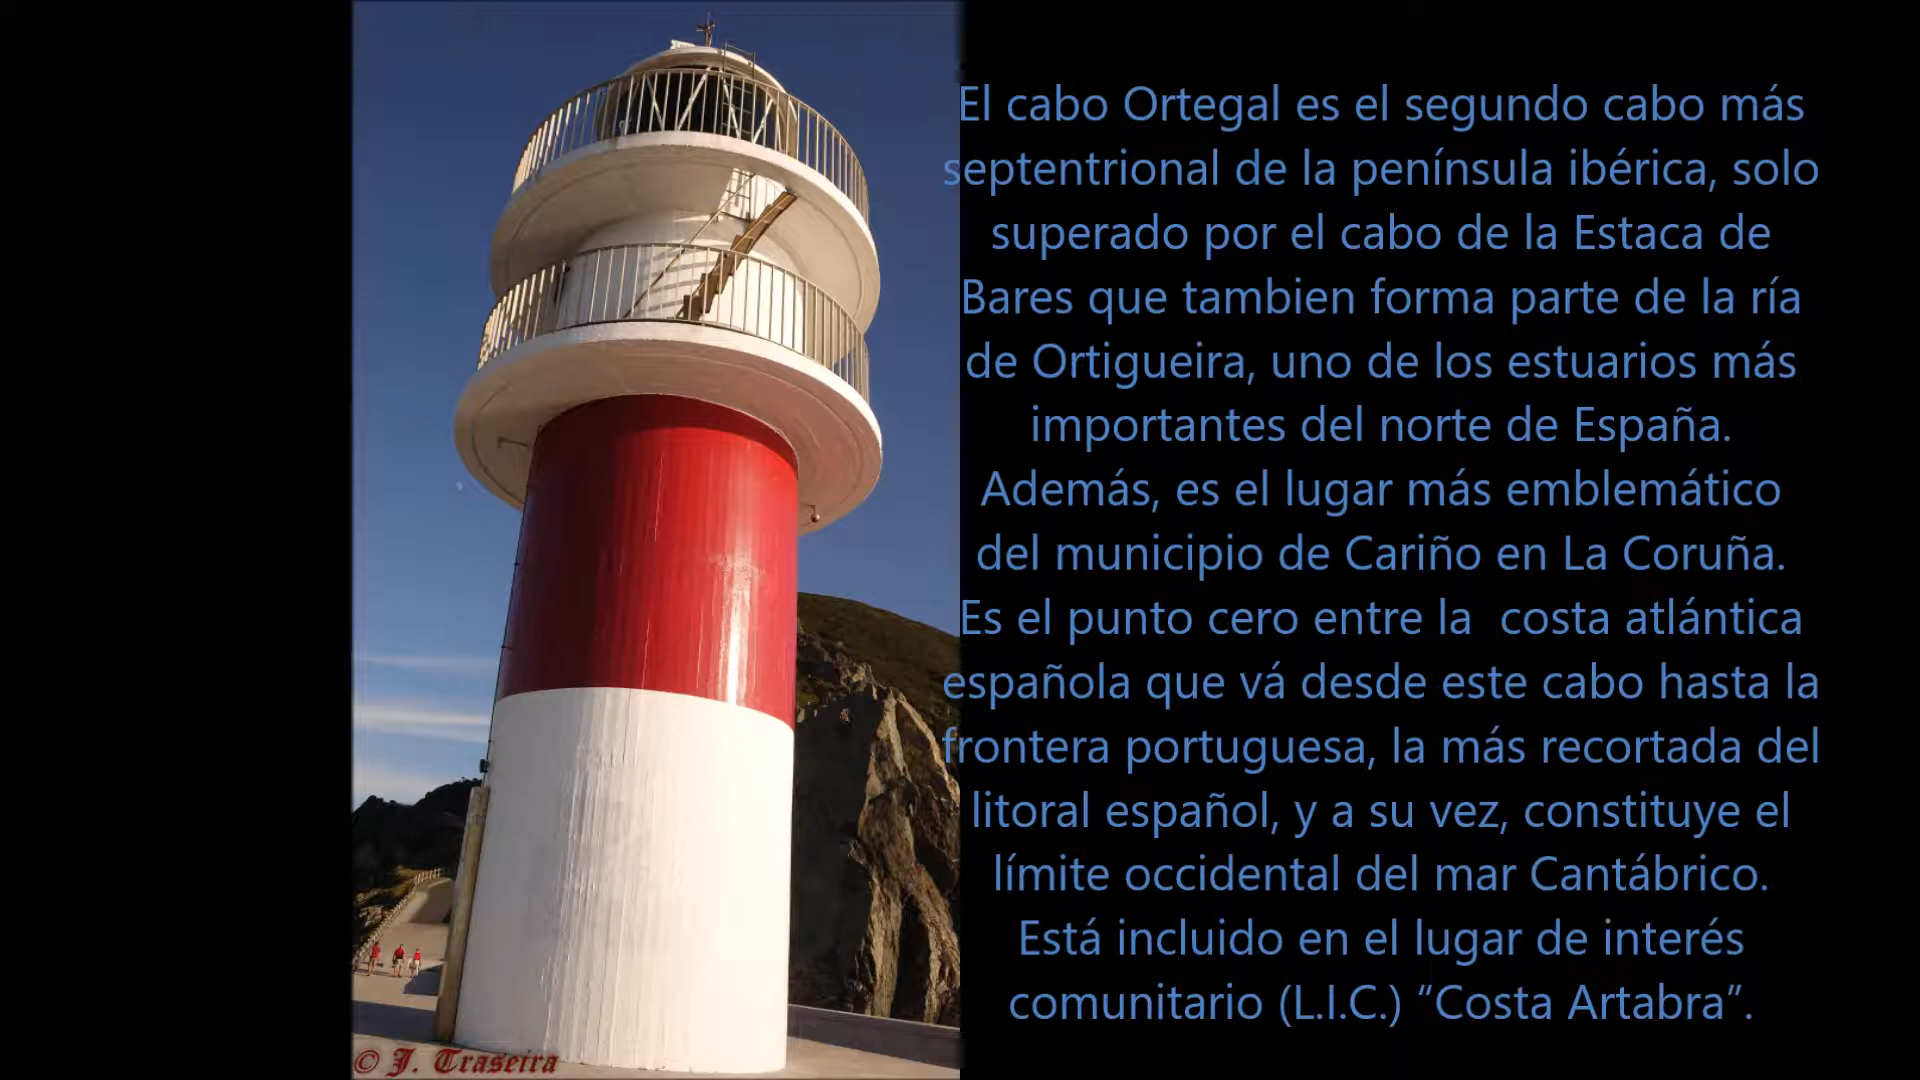 El cabo Ortegal es el segundo cabo más
septentrional de la península ibérica, solo
superado por el cabo de la Estaca de
Bares que tambien forma parte de la ría
de Ortigueira, uno de los estuarios más
importantes del norte de España.
Además, es el lugar más emblemático
del municipio de Cariño en La Coruña.
Es el punto cero entre la  costa atlántica
española que vá desde este cabo hasta la
frontera portuguesa, la más recortada del
litoral español, y a su vez, constituye el
límite occidental del mar Cantábrico.
Está incluido en el lugar de interés
comunitario (L.I.C.) “Costa Artabra”.
© J. Traseira